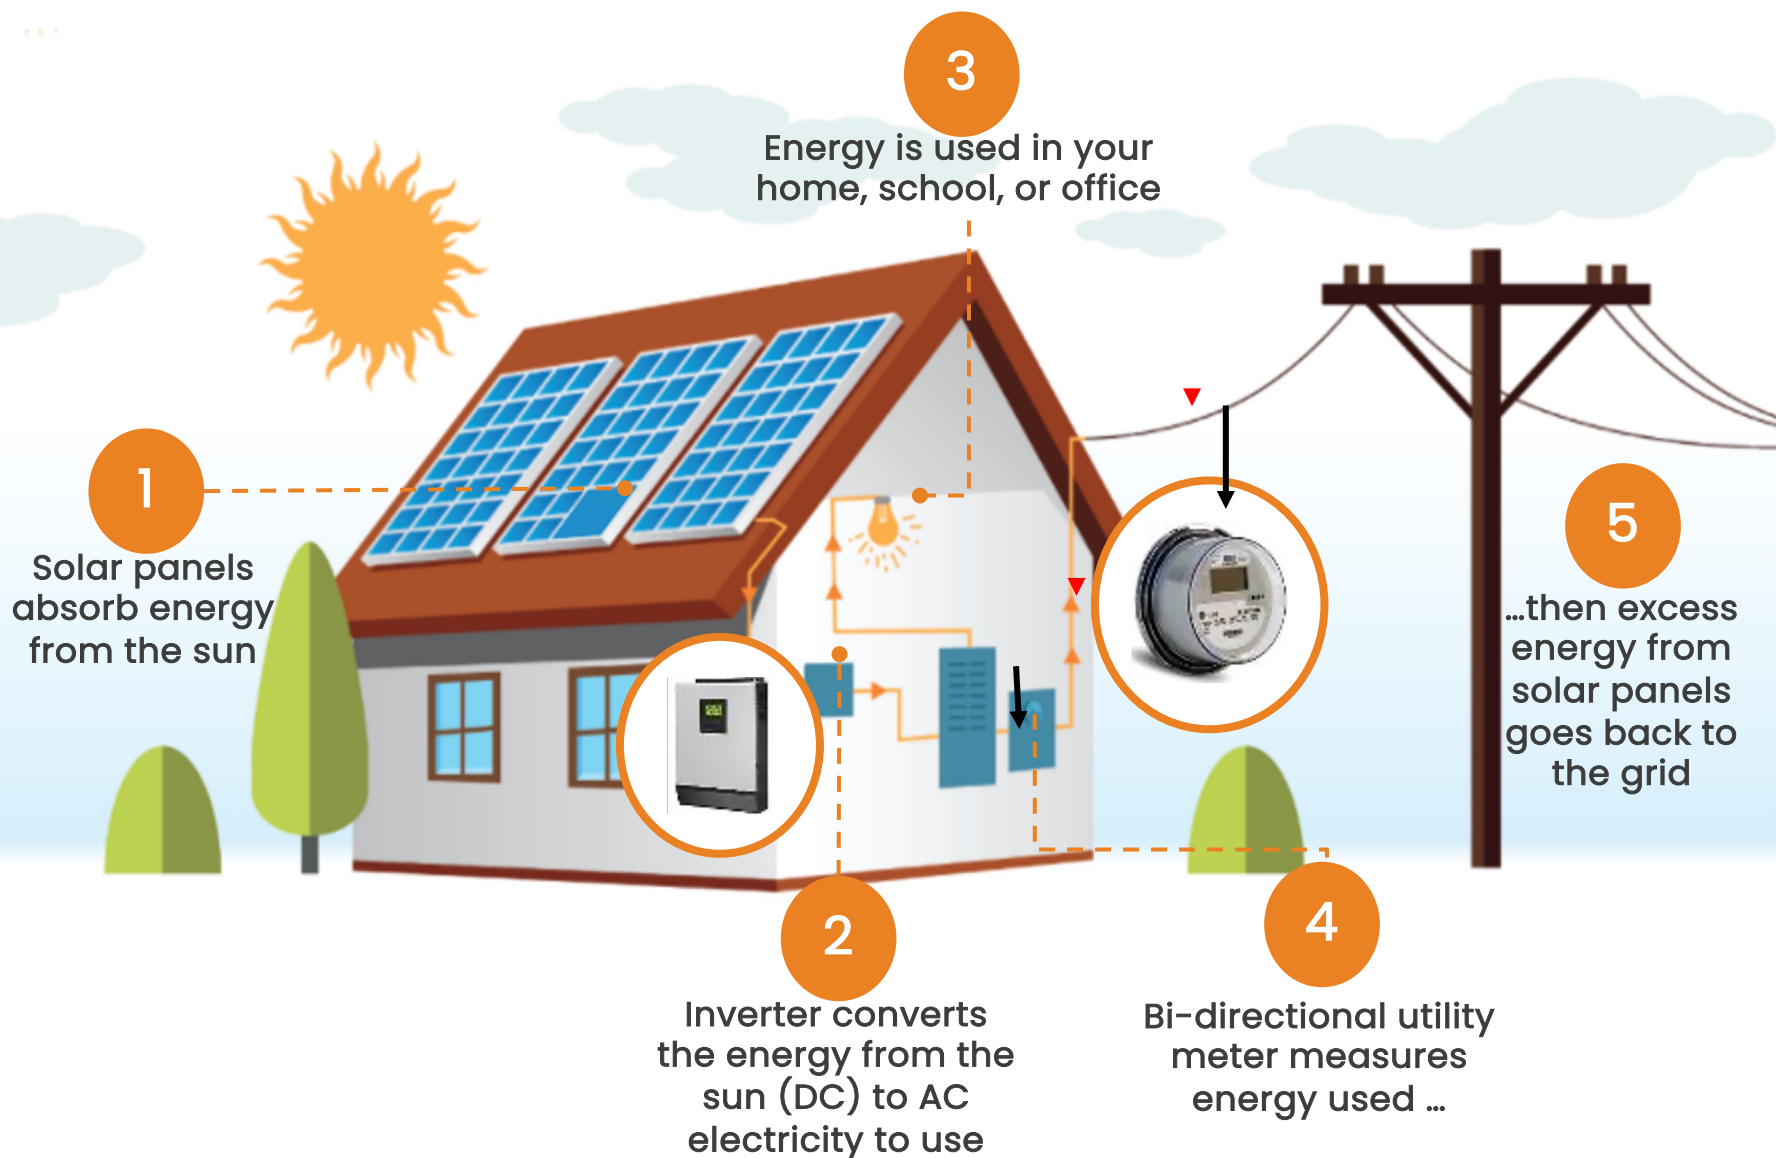 3
Energy is used in your
home, school, or office
1
Solar panels
absorb energy
from the sun
5
...then excess
energy from
solar panels
goes back to
the grid
2
Inverter converts
the energy from the
sun (DC) to AC
electricity to use
4
Bi-directional utility
meter measures
energy used ...